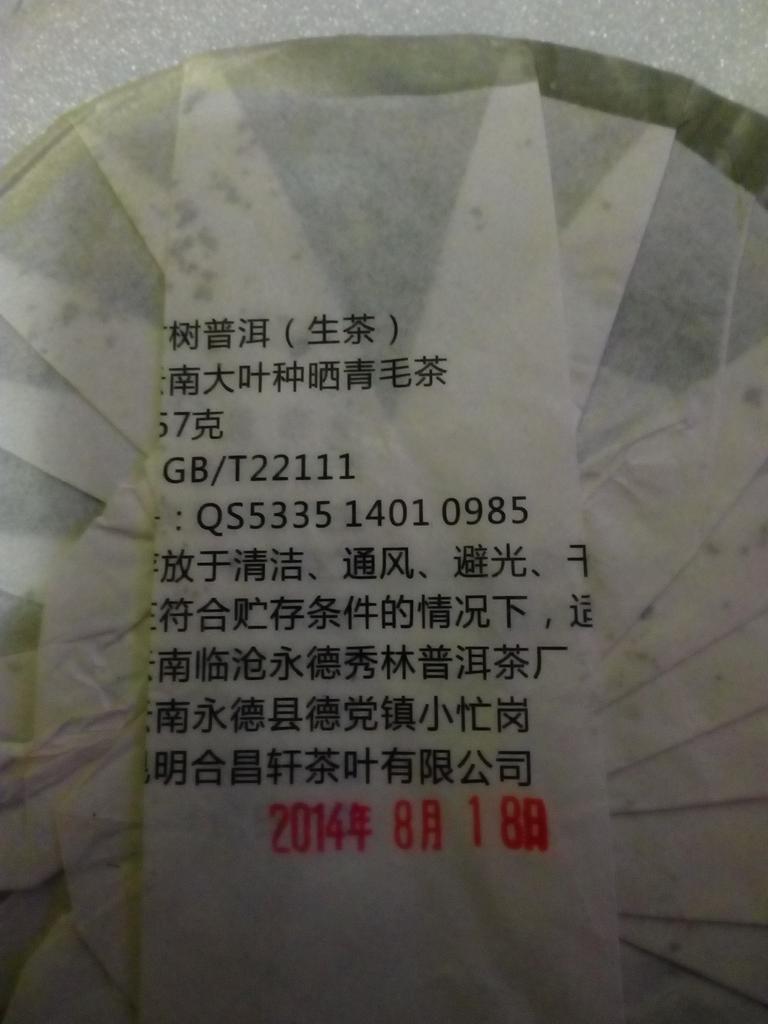 树普洱（生茶）
南大叶种晒青毛茶
57克
GB/T22111
：QS5335 1401 0985
放于清洁、通风、避光、干
符合贮存条件的情况下，适
南临沧永德秀林普洱茶厂
南永德县德党镇小忙岗
明合昌轩茶叶有限公司
2014年 8月 18日